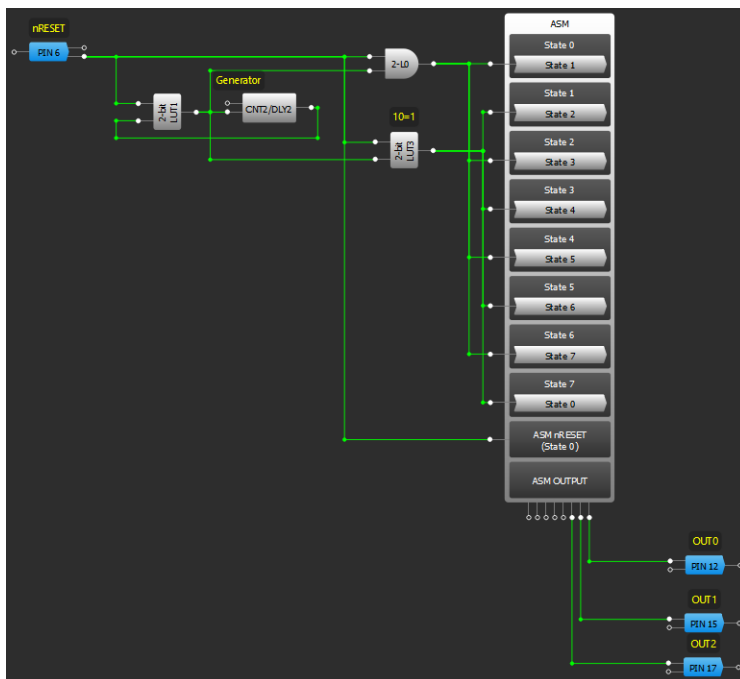 nRESET
PIN 6
2-bit
LUT1
Generator
CNT2/DLY2
2-L0
10=1
2-bit
LUT3
ASM
State 0
State 1
State 1
State 2
State 2
State 3
State 3
State 4
State 4
State 5
State 5
State 6
State 6
State 7
State 7
State 0
ASM nRESET
(State 0)
ASM OUTPUT
OUT0
PIN 12
OUT1
PIN 15
OUT2
PIN 17